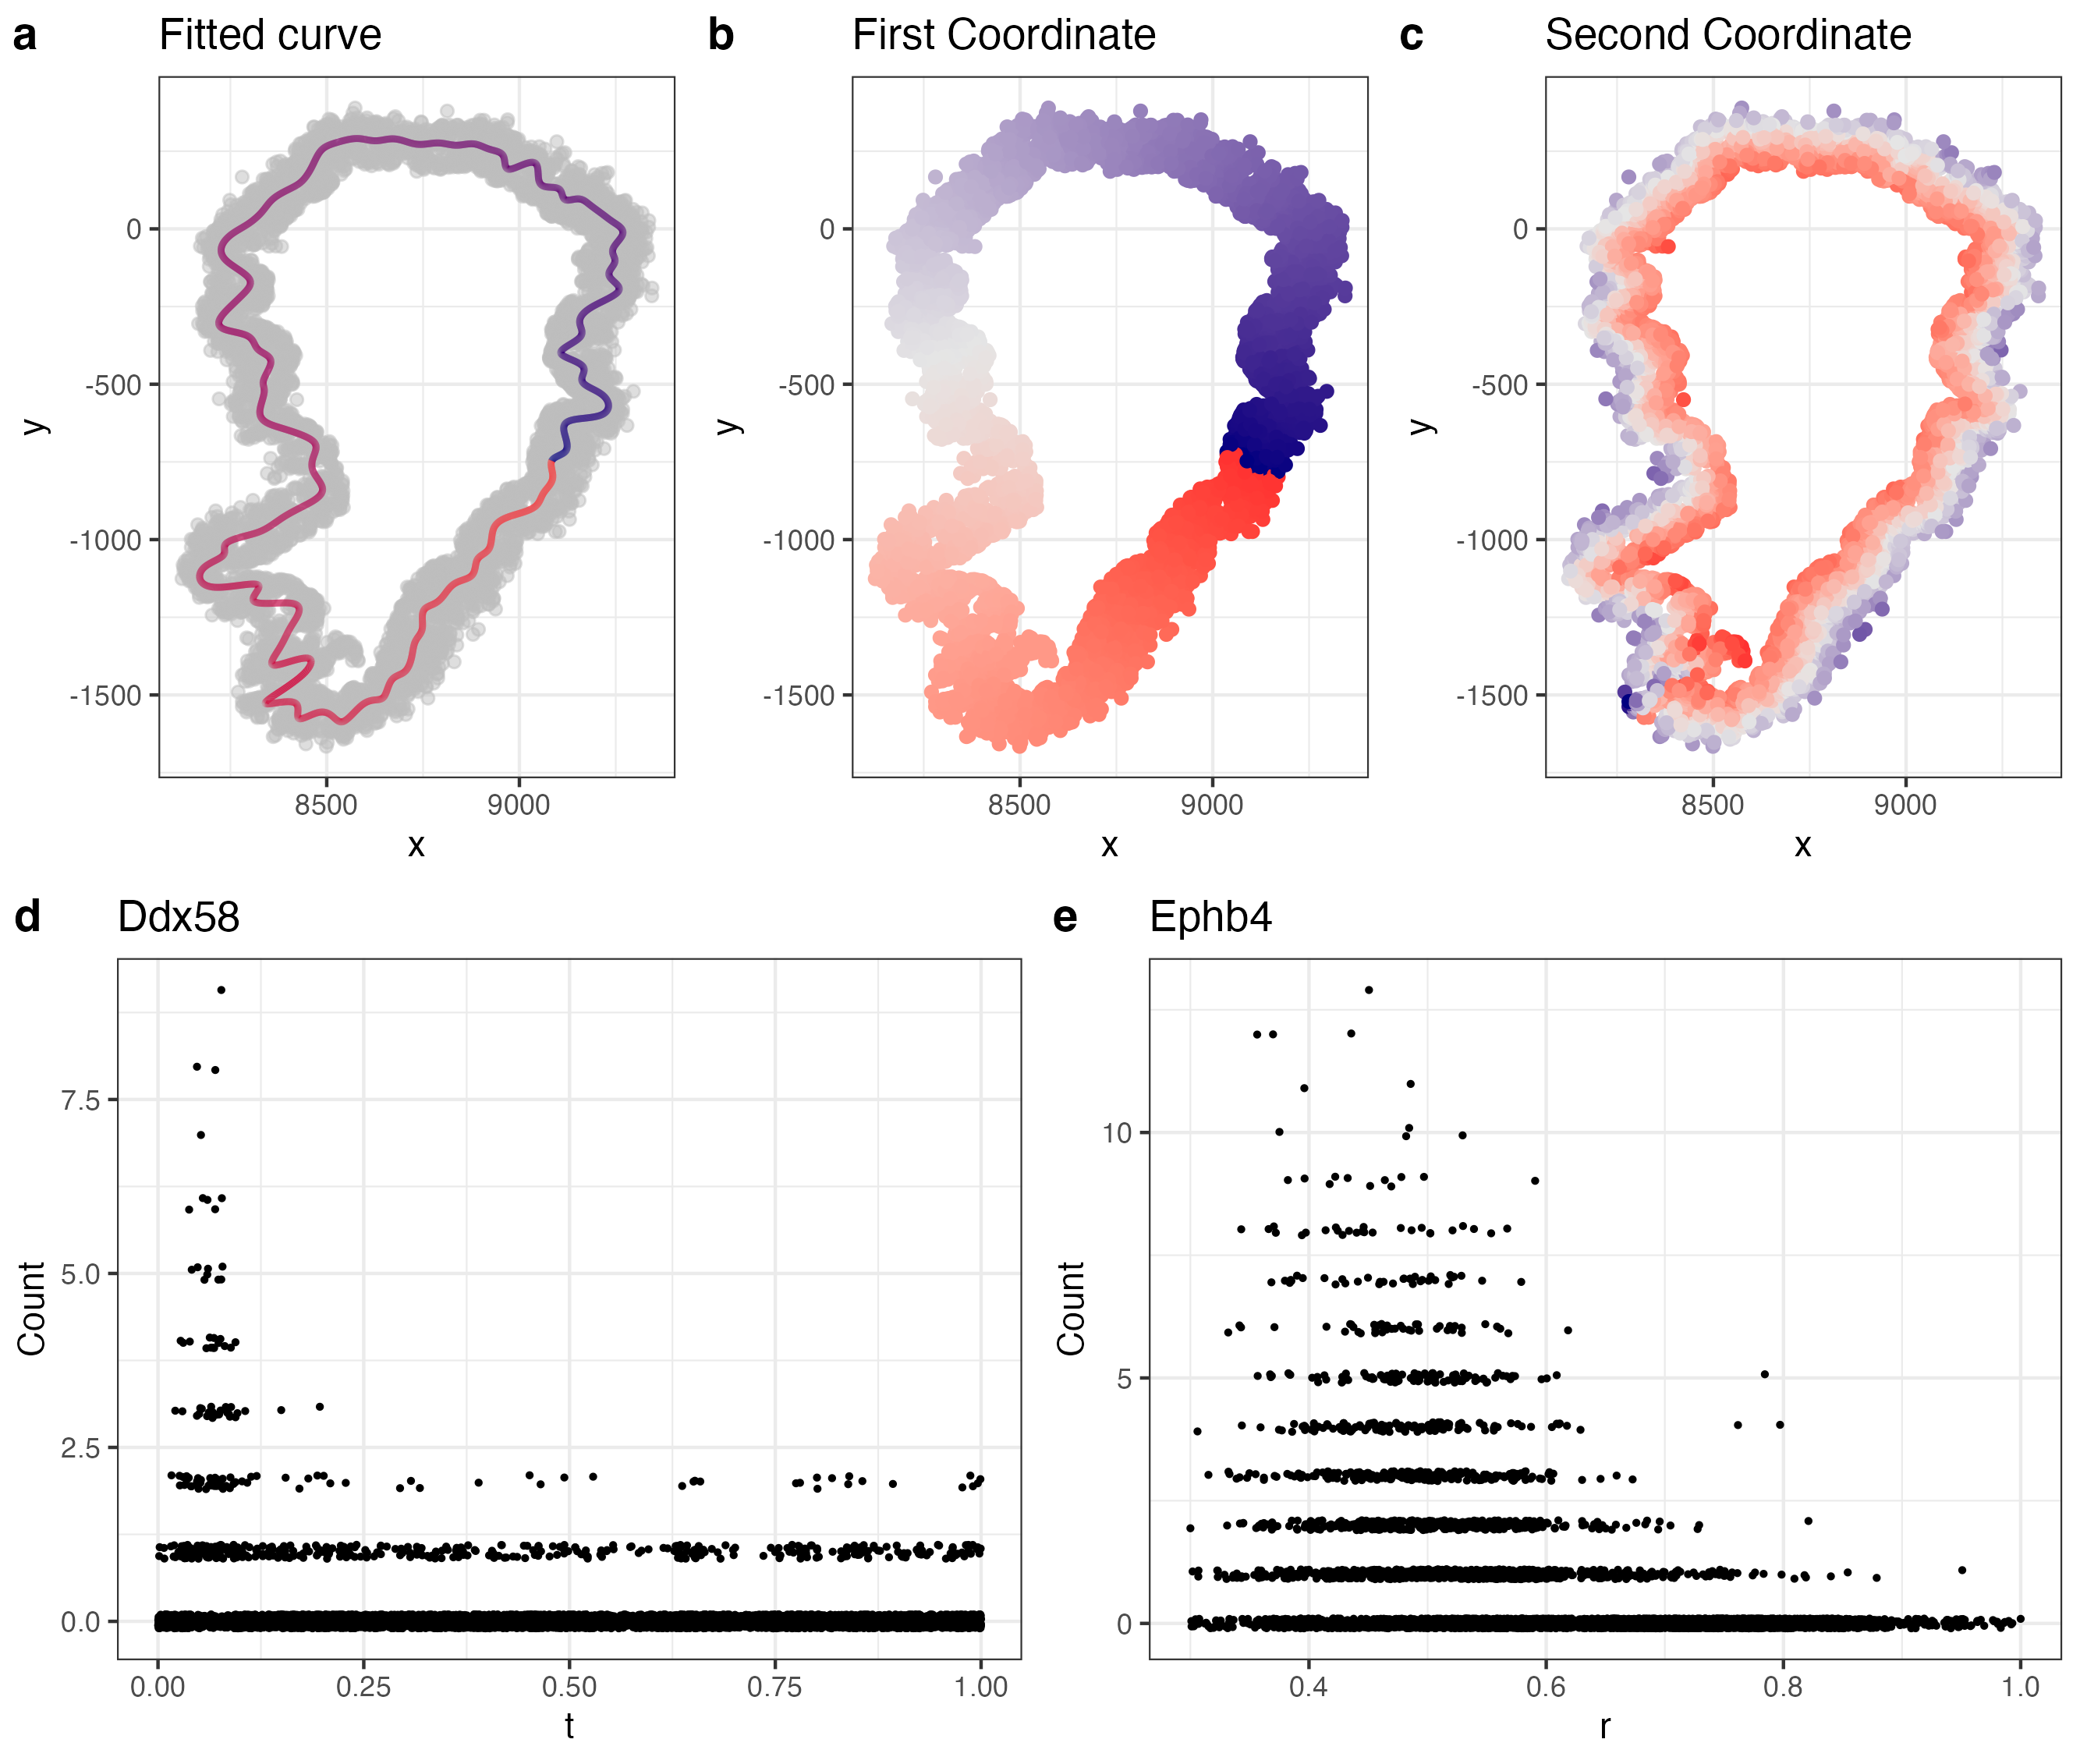 a Fitted curve
b First Coordinate
c Second Coordinate
0
-500
-1000
-1500
y
8500 9000
x
0
-500
-1000
-1500
y
8500 9000
x
0
-500
-1000
-1500
y
8500 9000
x
d Ddx58
7.5
5.0
2.5
0.0
Count
0.00 0.25 0.50 0.75 1.00
t
e Ephb4
10
5
0
Count
0.4 0.6 0.8 1.0
r